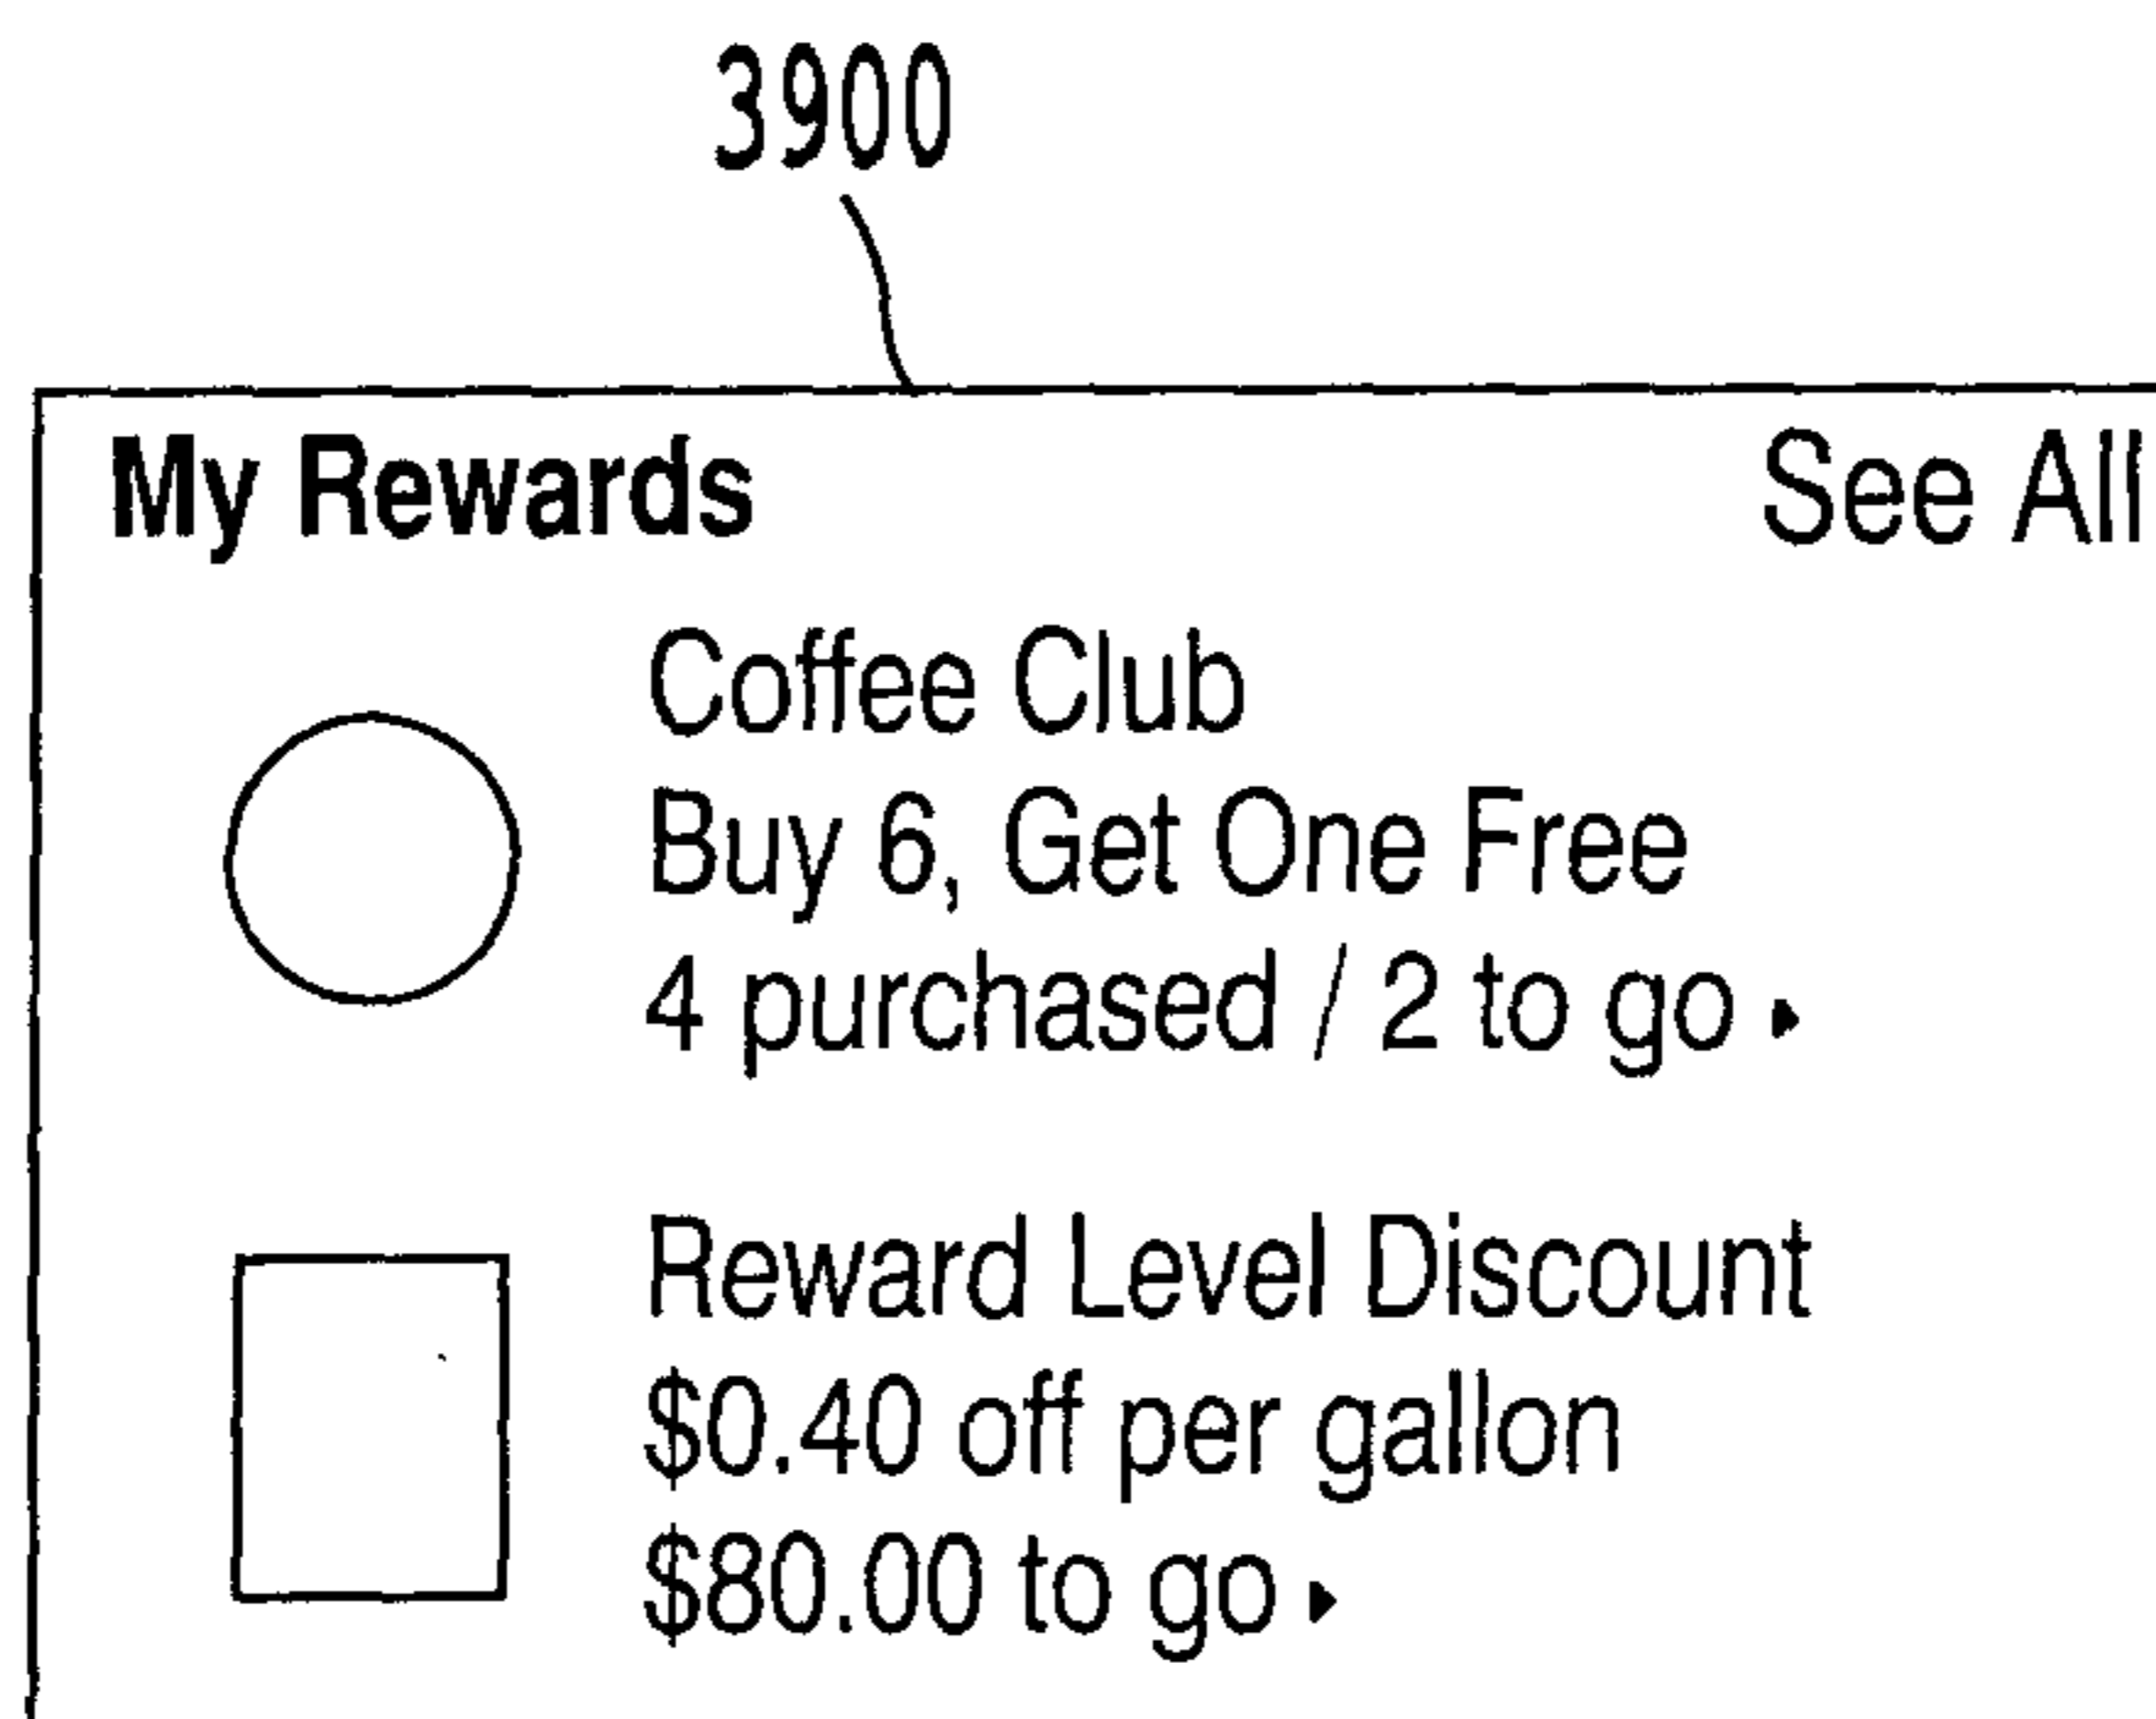 3900
My Rewards See All
Coffee Club
Buy 6, Get One Free
4 purchased / 2 to go
Reward Level Discount
$0.40 off per gallon
$80.00 to go